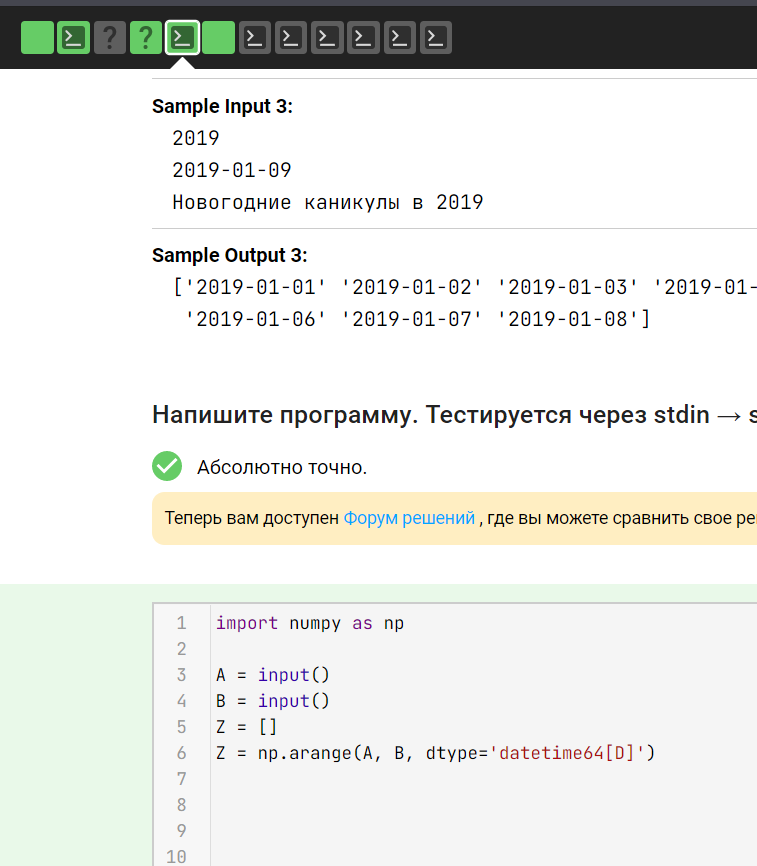 ? ?
Sample Input 3:
2019
2019-01-09
Новогодние каникулы в 2019
Sample Output 3:
['2019-01-01' '2019-01-02' '2019-01-03' '2019-01-
'2019-01-06' '2019-01-07' '2019-01-08']
Напишите программу. Тестируется через stdin → s
Абсолютно точно.
Теперь вам доступен Форум решений , где вы можете сравнить свое ре
1 import numpy as np
2
3 A = input()
4 B = input()
5 Z = []
6 Z = np.arange(A, B, dtype='datetime64[D]')
7
8
9
10